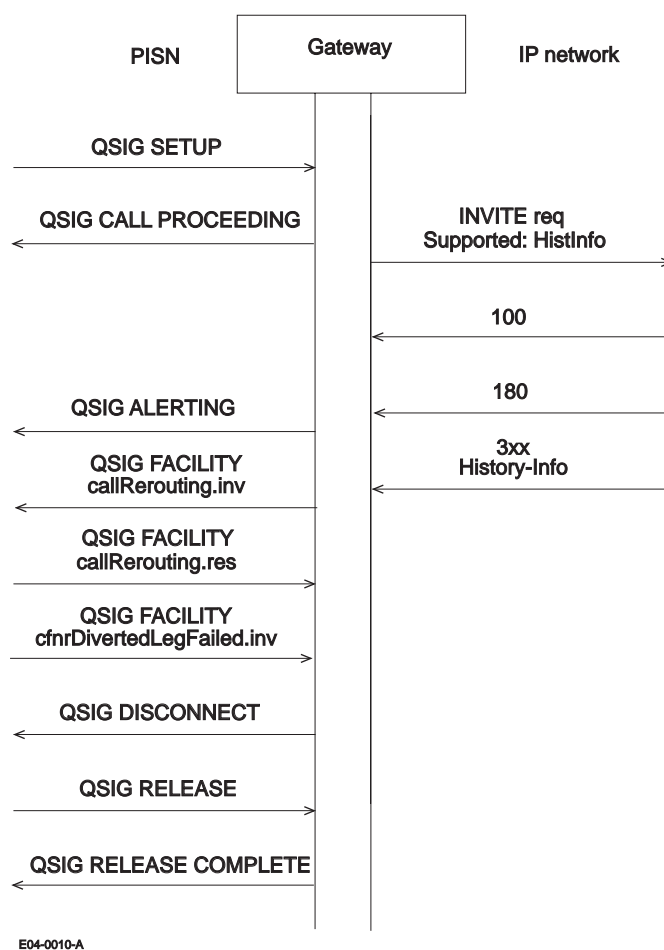 PISN
Gateway
IP network
QSIG SETUP
QSIG CALL PROCEEDING
INVITE req
Supported: HistInfo
100
180
QSIG ALERTING
3xx
History-Info
QSIG FACILITY
callRerouting.inv
QSIG FACILITY
callRerouting.res
QSIG FACILITY
cfnrDivertedLegFailed.inv
QSIG DISCONNECT
QSIG RELEASE
QSIG RELEASE COMPLETE
E04-0010-A